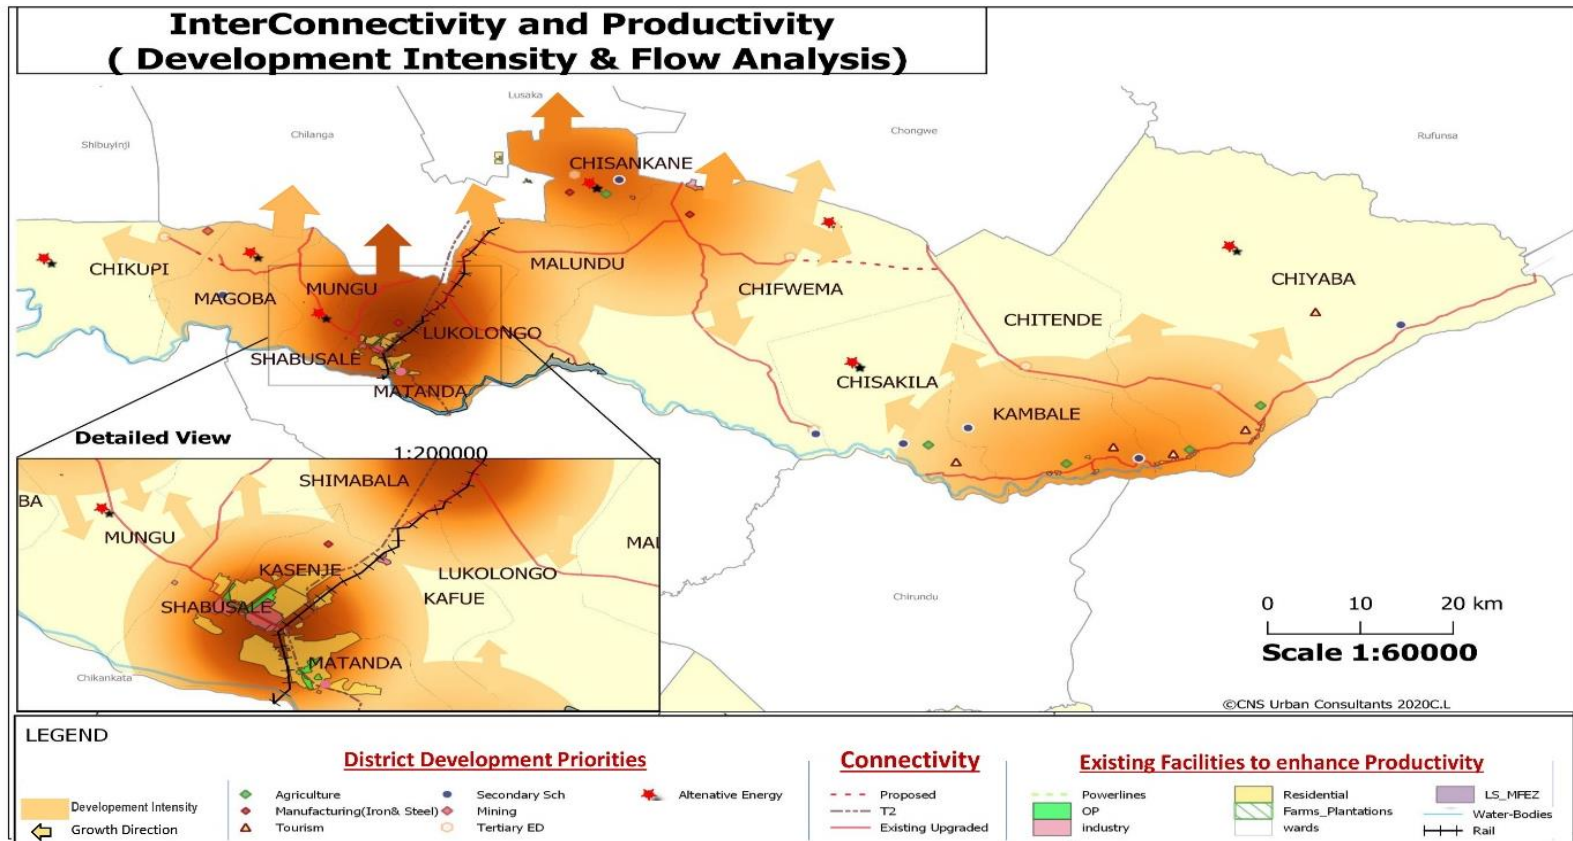 InterConnectivity and Productivity
( Development Intensity & Flow Analysis)
Lusaka
Shibuyinji
Chilanga
Chongwe
Rufunsa
CHISANKANE
CHIKUPI
MAGOBA
MUNGU
MALUNDU
CHIFWEMA
CHIYABA
CHITENDE
LUKOLONGO
SHABUSALE
MATANDA
CHISAKILA
KAMBALE
Detailed View
1:200000
SHIMABALA
BA
MUNGU
MAL
KASENJE
LUKOLONGO
KAFUE
SHABUSALE
MATANDA
Chikankata
Chirundu
0 10 20 km
Scale 1:60000
©CNS Urban Consultants 2020C.L
LEGEND
Developement Intensity
Growth Direction
District Development Priorities
Agriculture
Manufacturing(Iron& Steel)
Tourism
Secondary Sch
Mining
Tertiary ED
Altenative Energy
Connectivity
Proposed
T2
Existing Upgraded
Existing Facilities to enhance Productivity
Powerlines
OP
industry
Residential
Farms_Plantations
wards
LS_MFEZ
Water-Bodies
Rail